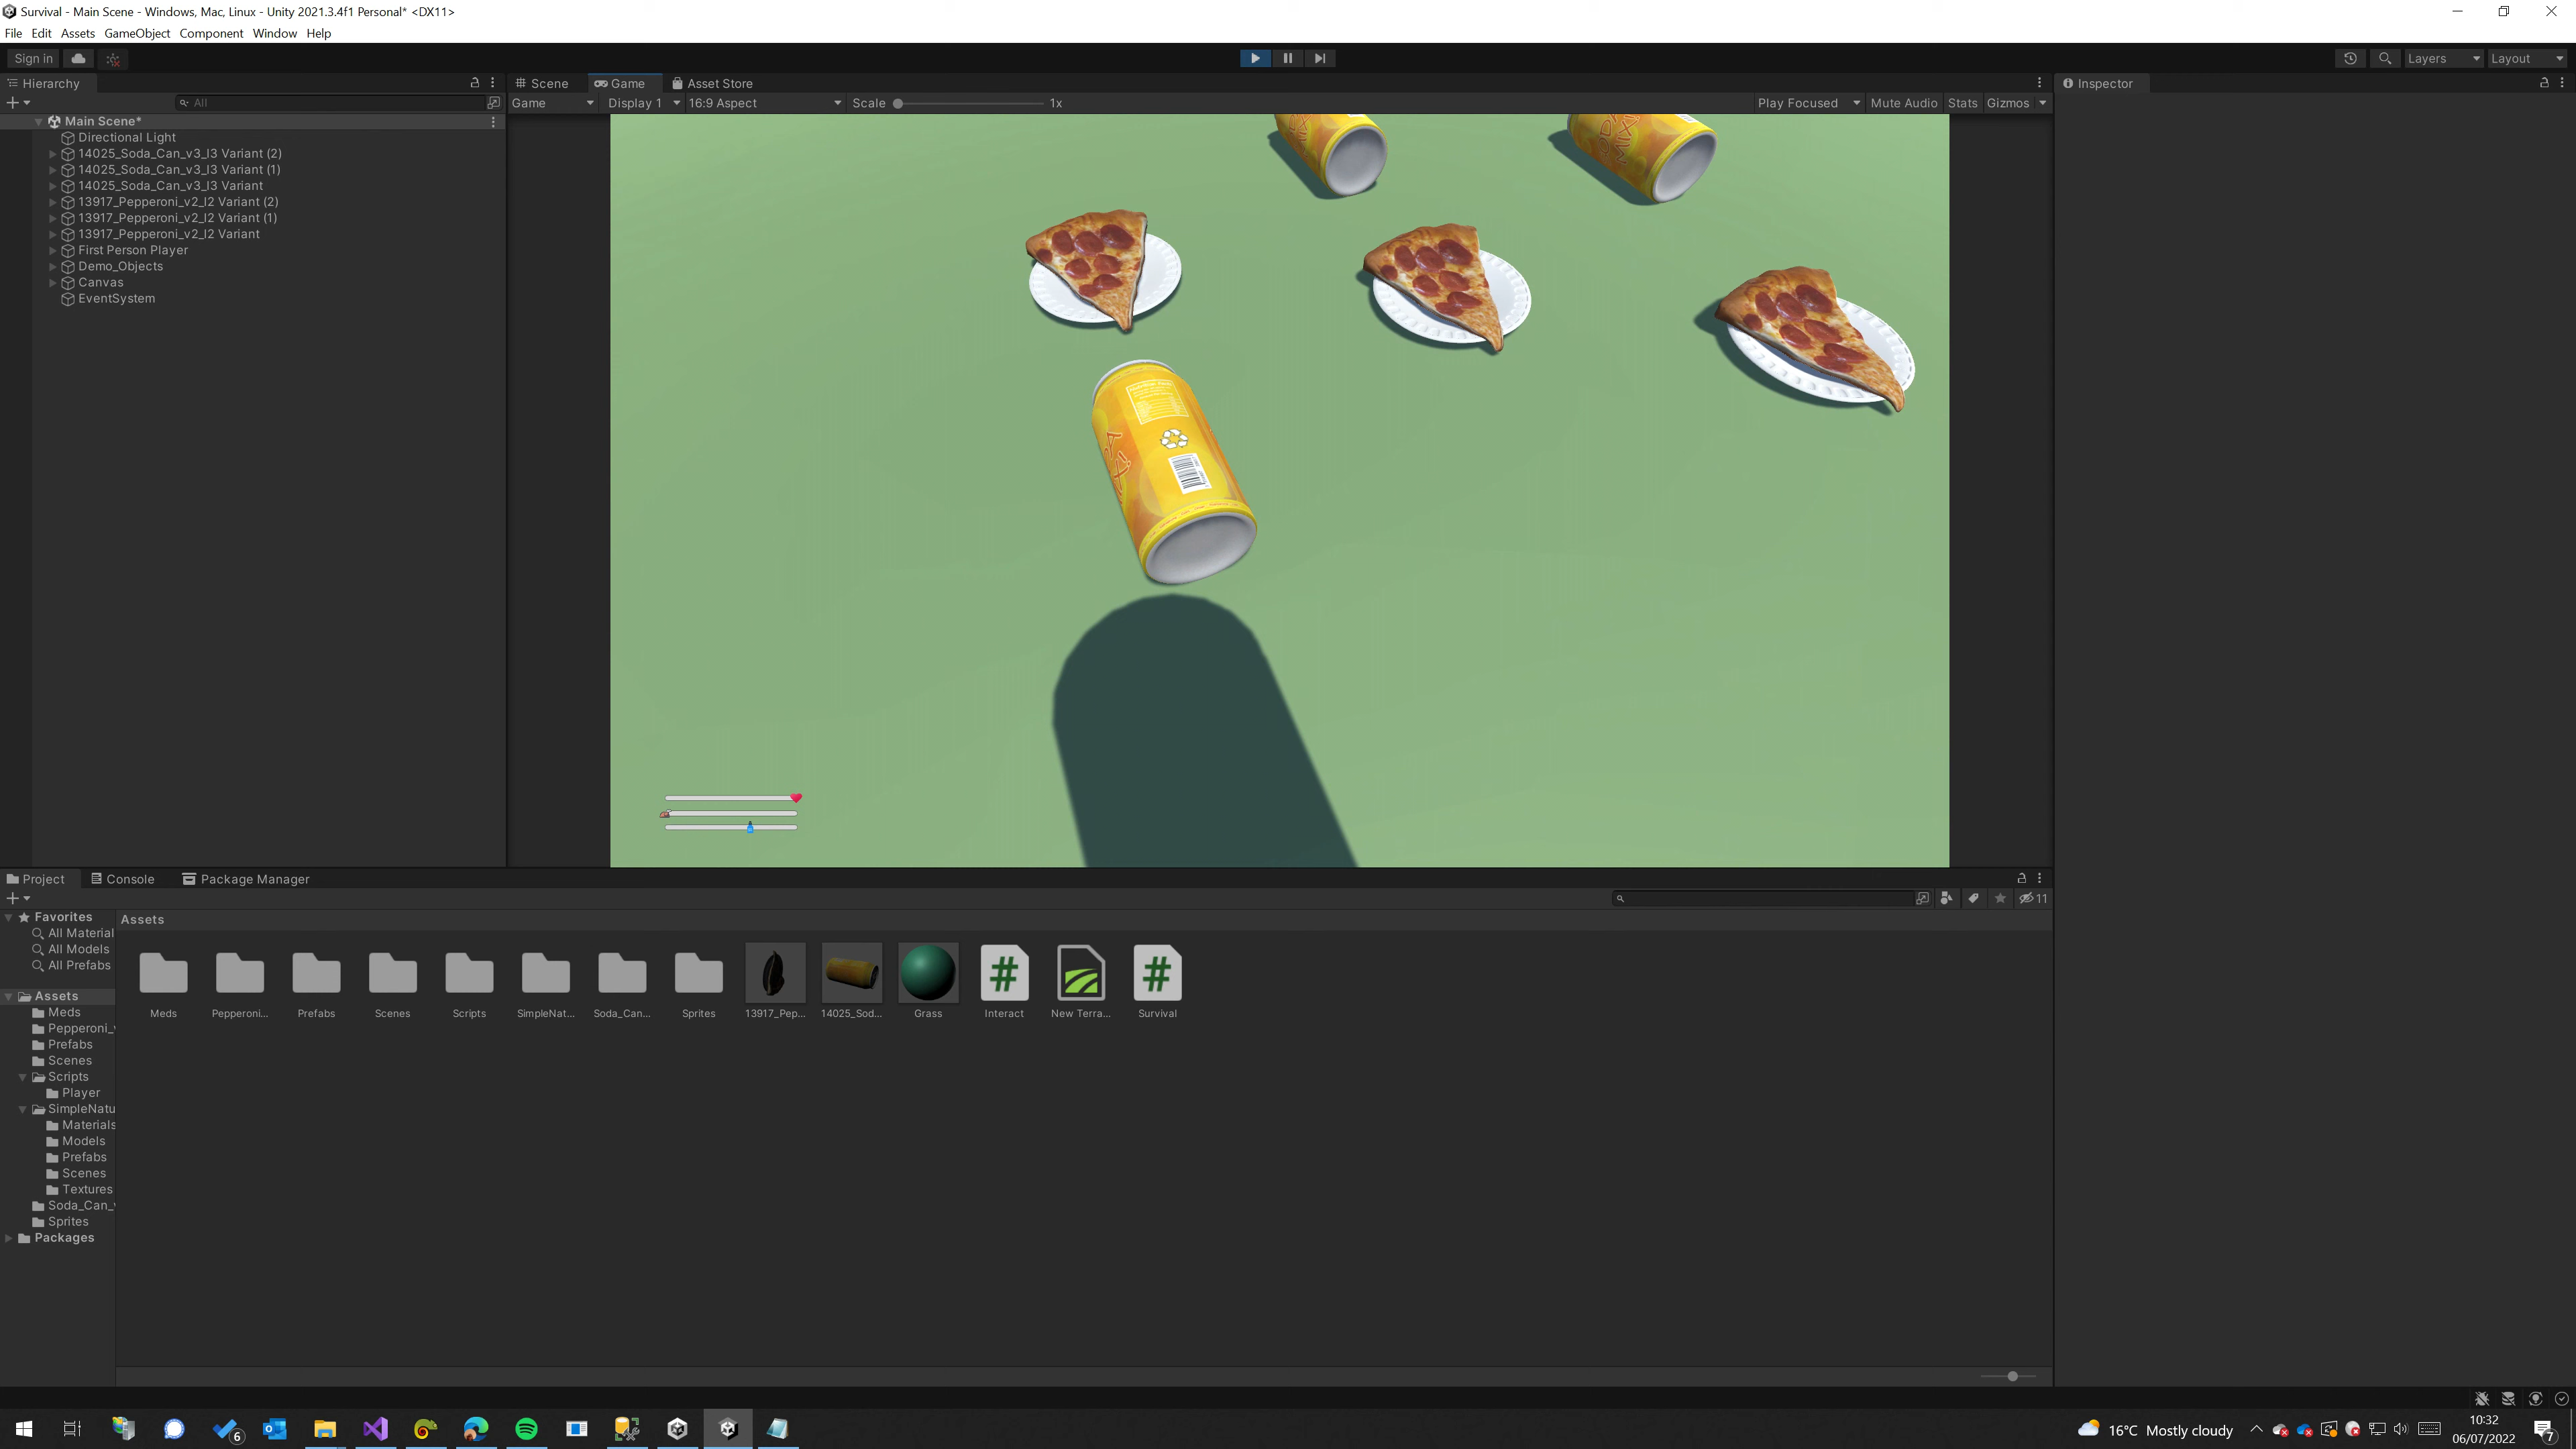 Survival - Main Scene - Windows, Mac, Linux - Unity 2021.3.4f1 Personal* <DX11>
File Edit Assets GameObject Component Window Help
Sign in
Layers
Layout
Hierarchy
Scene
Game
Asset Store
Inspector
All
Game
Display 1
16:9 Aspect
Scale
1x
Play Focused
Mute Audio
Stats
Gizmos
Main Scene*
Directional Light
14025_Soda_Can_v3_l3 Variant (2)
14025_Soda_Can_v3_l3 Variant (1)
14025_Soda_Can_v3_l3 Variant
13917_Pepperoni_v2_l2 Variant (2)
13917_Pepperoni_v2_l2 Variant (1)
13917_Pepperoni_v2_l2 Variant
First Person Player
Demo_Objects
Canvas
EventSystem
Project
Console
Package Manager
11
Favorites
All Material
All Models
All Prefabs
Assets
Meds
Pepperoni_v
Prefabs
Scenes
Scripts
Player
SimpleNatu
Materials
Models
Prefabs
Scenes
Textures
Soda_Can_v
Sprites
Packages
Assets
Meds
Pepperoni...
Prefabs
Scenes
Scripts
SimpleNat...
Soda_Can...
Sprites
13917_Pep...
14025_Sod...
Grass
Interact
New Terra...
Survival
6
16°C Mostly cloudy
10:32
06/07/2022
7